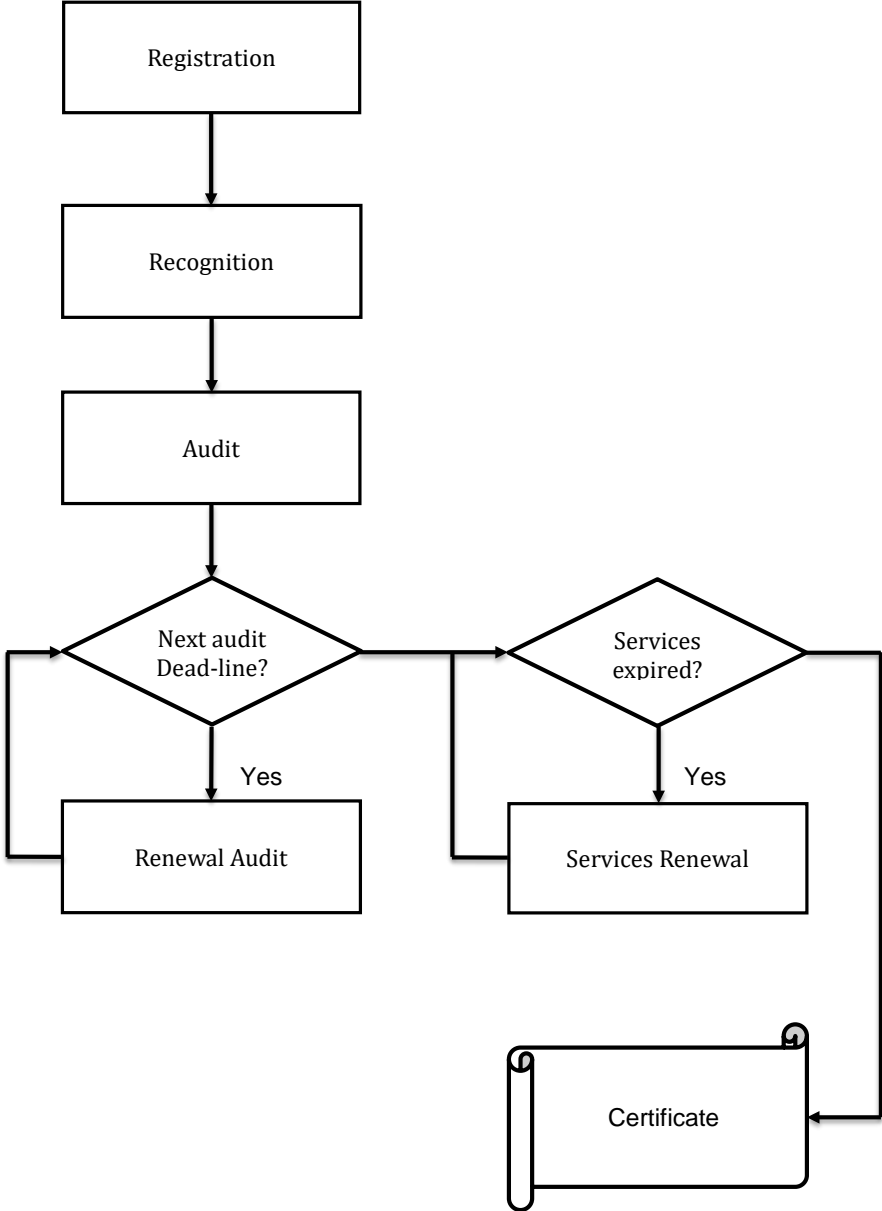 Registration
Recognition
Audit
Next audit
Dead-line?
Services
expired?
Yes
Yes
Renewal Audit
Services Renewal
Certificate